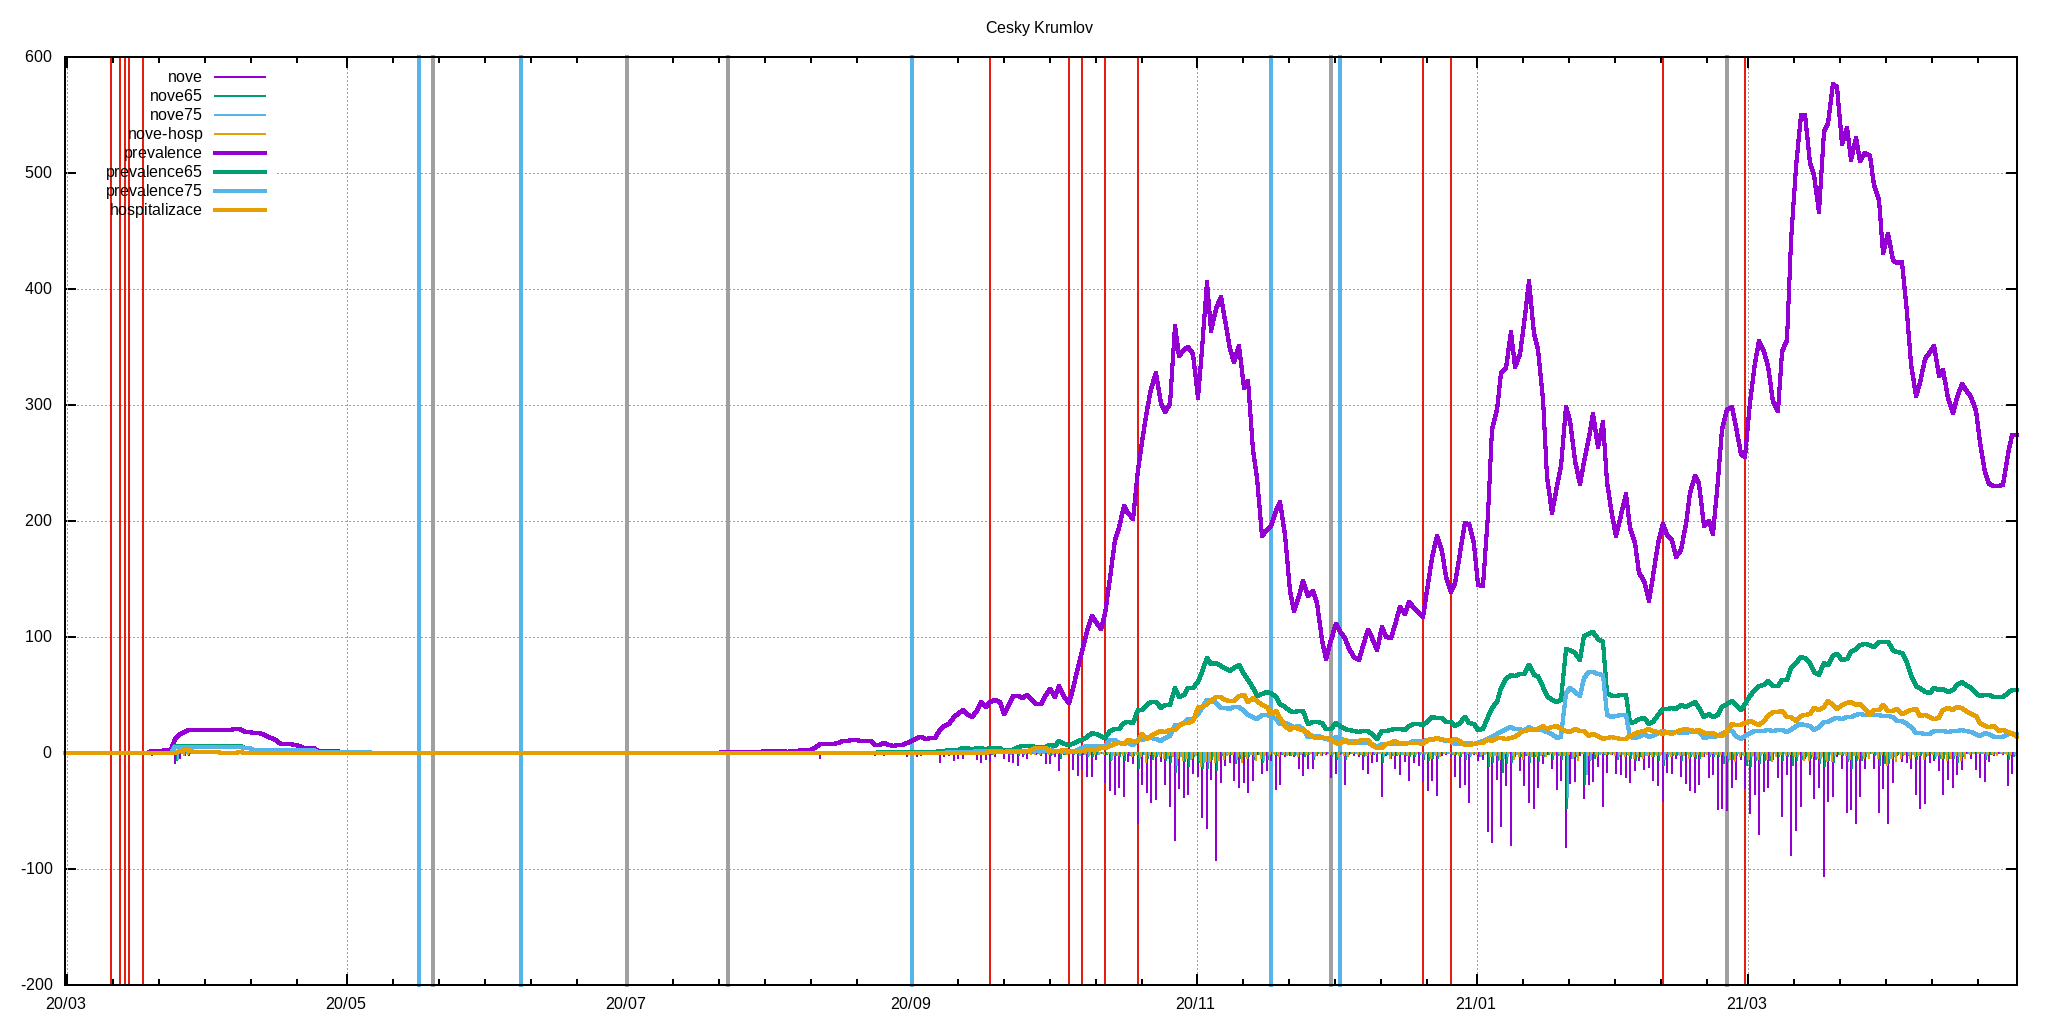 Cesky Krumlov
600
500
400
300
200
100
0
-100
-200
nove
nove65
nove75
nove-hosp
prevalence
prevalence65
prevalence75
hospitalizace
20/03
20/05
20/07
20/09
20/11
21/01
21/03